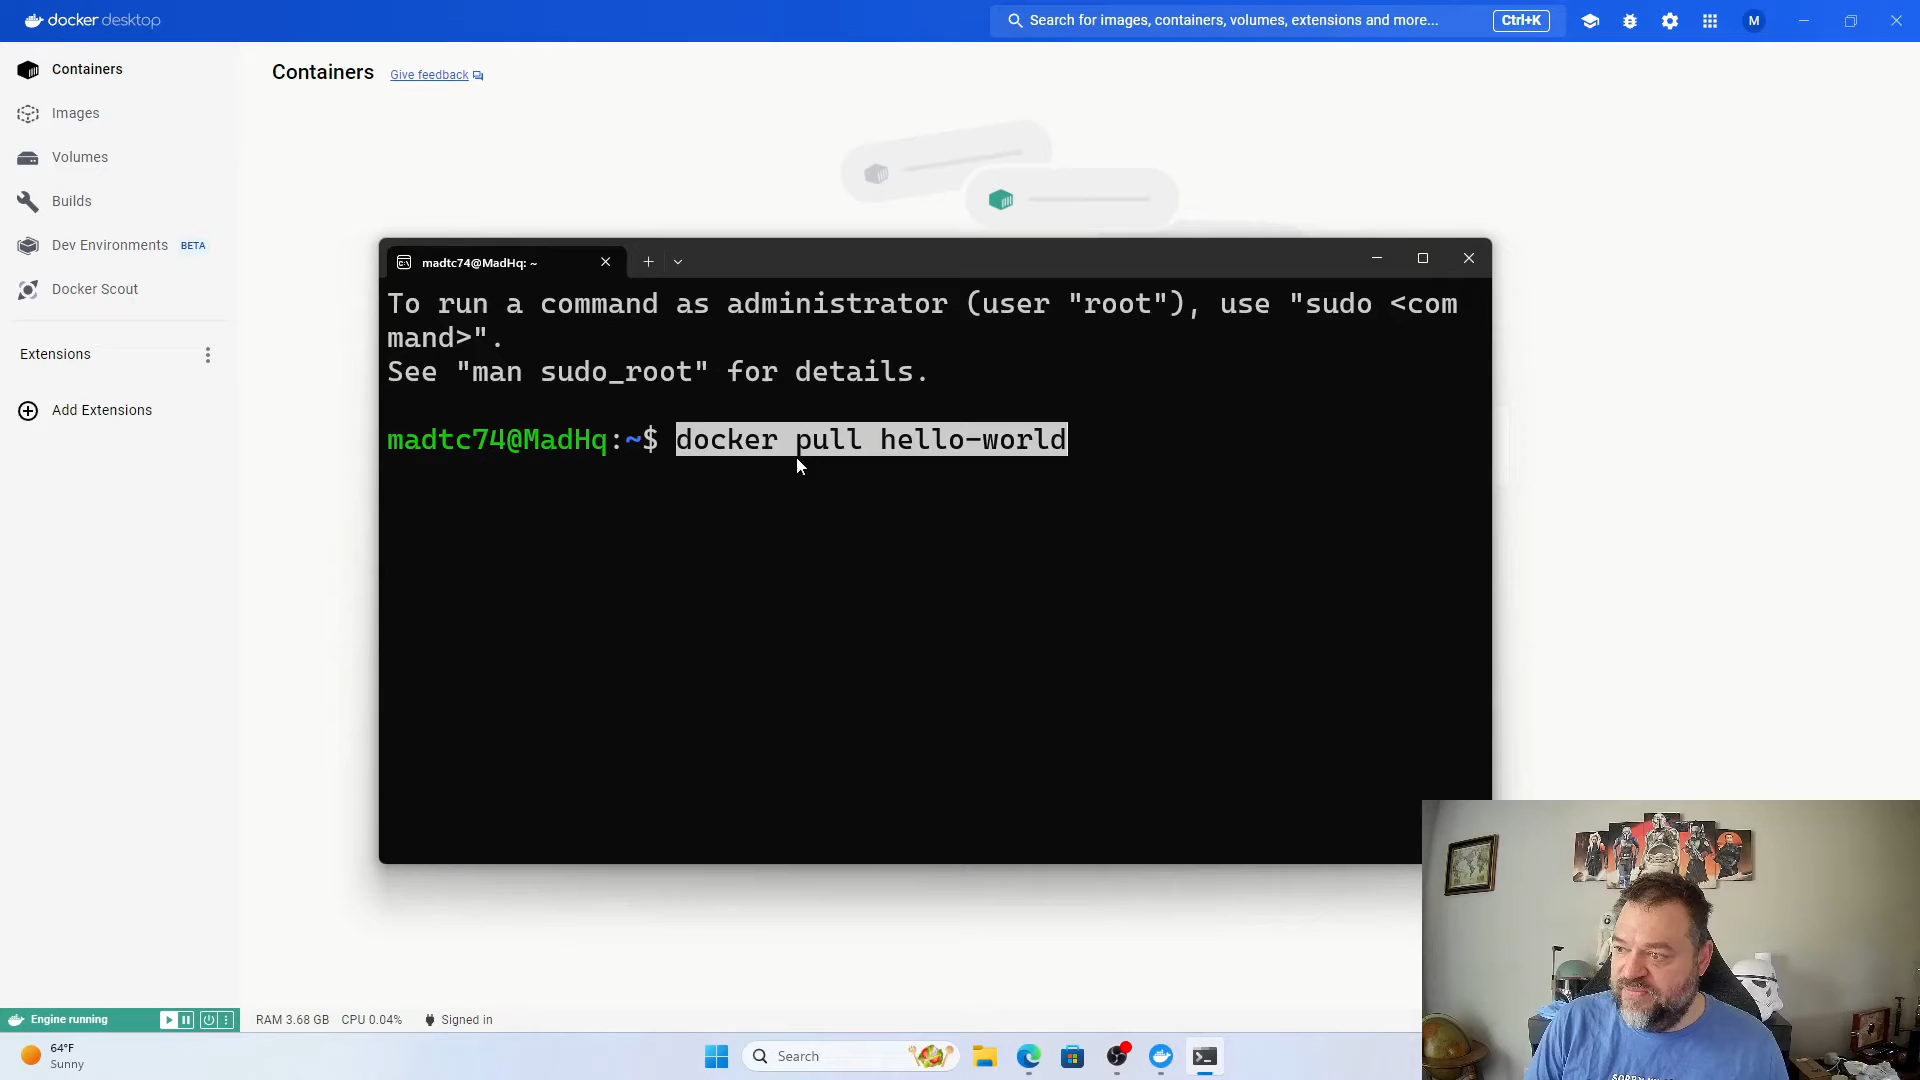 docker desktop
Search for images, containers, volumes, extensions and more...
Ctrl+K
M
Containers
Images
Volumes
Builds
Dev Environments BETA
Docker Scout
Extensions
Add Extensions
Containers
Give feedback
madtc74@MadHq: ~
To run a command as administrator (user "root"), use "sudo <com
mand>".
See "man sudo_root" for details.
madtc74@MadHq:~$ docker pull hello-world
Engine running
RAM 3.68 GB CPU 0.04%
Signed in
64°F
Sunny
Search